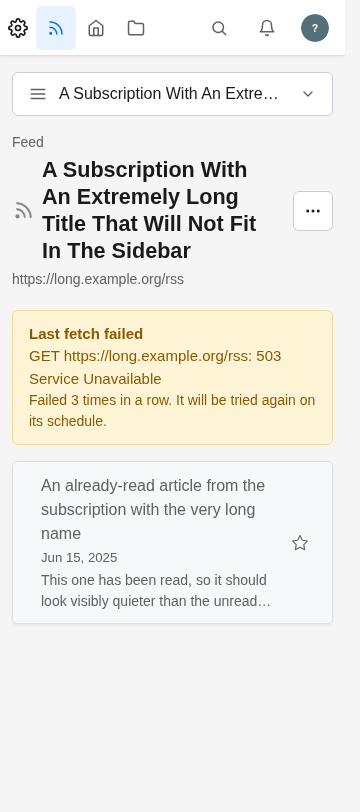 ?
A Subscription With An Extre…
Feed
A Subscription With
An Extremely Long
Title That Will Not Fit
In The Sidebar
https://long.example.org/rss
Last fetch failed
GET https://long.example.org/rss: 503
Service Unavailable
Failed 3 times in a row. It will be tried again on
its schedule.
An already-read article from the
subscription with the very long
name
Jun 15, 2025
This one has been read, so it should
look visibly quieter than the unread…